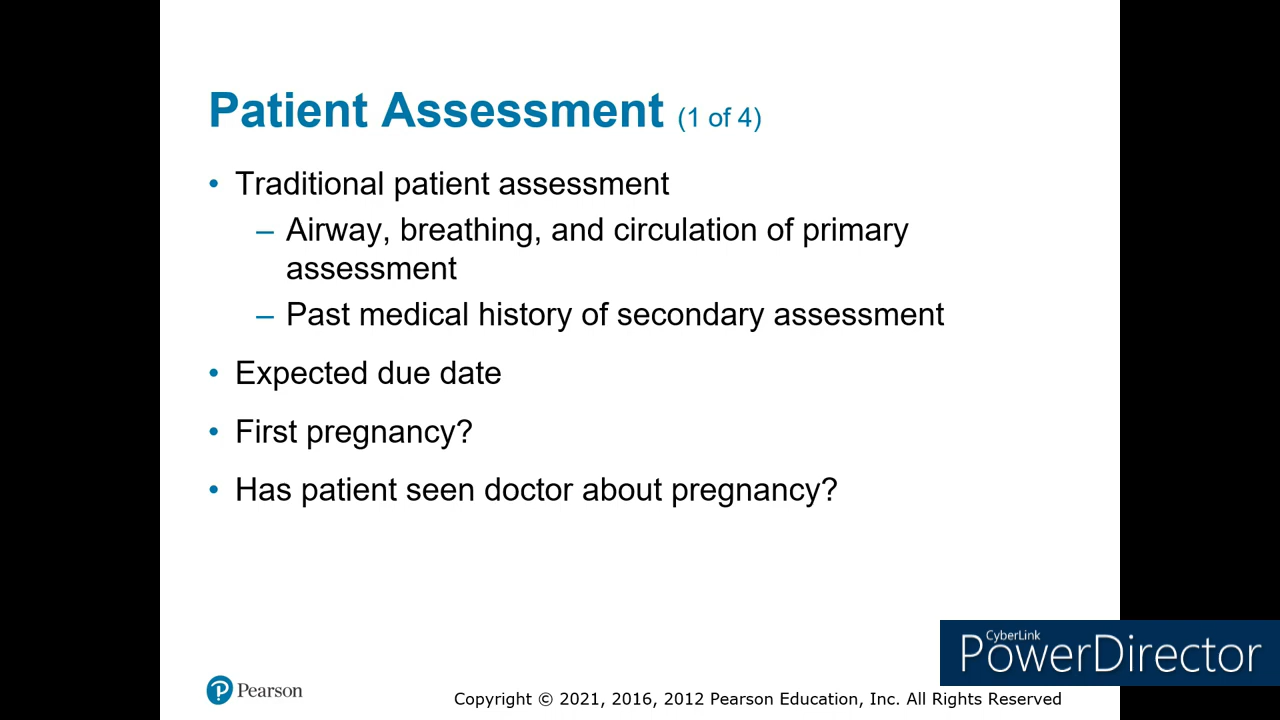 Patient Assessment (1 of 4)
• Traditional patient assessment
– Airway, breathing, and circulation of primary
assessment
– Past medical history of secondary assessment
• Expected due date
• First pregnancy?
• Has patient seen doctor about pregnancy?
CyberLink
PowerDirector
P Pearson
Copyright © 2021, 2016, 2012 Pearson Education, Inc. All Rights Reserved